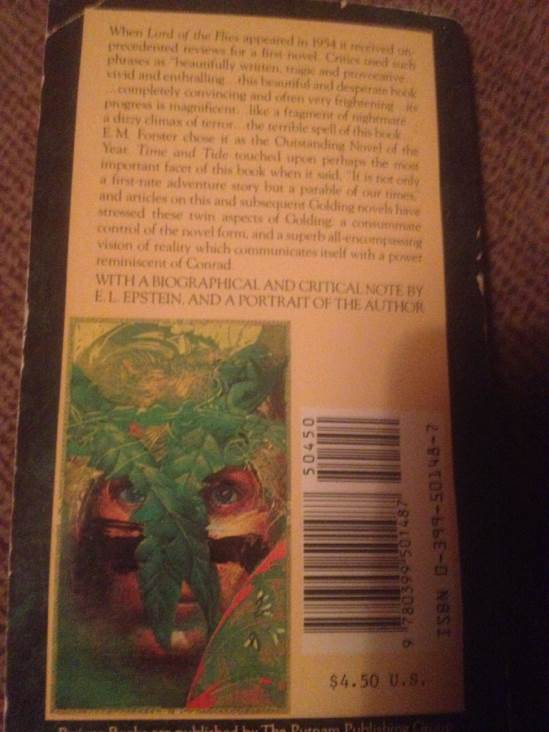 When Lord of the Flies appeared in 1954 it received un-
precedented reviews for a first novel. Critics used such
phrases as "beautifully written, tragic and provocative...
vivid and enthralling... this beautiful and desperate book
...completely convincing and often very frightening... its
progress is magnificent...like a fragment of nightmare...
a dizzy climax of terror...the terrible spell of this book..."
E. M. Forster chose it as the Outstanding Novel of the
Year. Time and Tide touched upon perhaps the most
important facet of this book when it said, "It is not only
a first-rate adventure story but a parable of our times,"
and articles on this and subsequent Golding novels have
stressed these twin aspects of Golding: a consummate
control of the novel form, and a superb all-encompassing
vision of reality which communicates itself with a power
reminiscent of Conrad.
WITH A BIOGRAPHICAL AND CRITICAL NOTE BY
E. L. EPSTEIN, AND A PORTRAIT OF THE AUTHOR
50450
9 780399 501487
ISBN 0-399-50148-7
$4.50 U.S.
Books are published by The Putnam Publishing Group